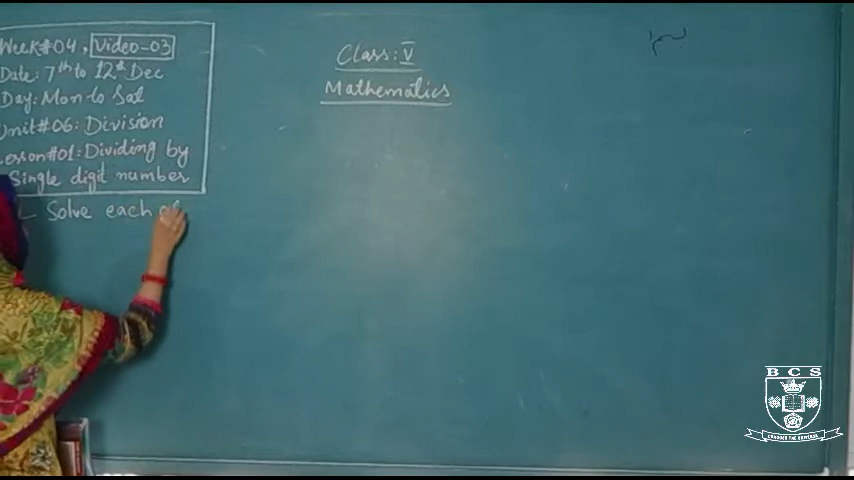 Week#04, Video-03
Date: 7th to 12th Dec
Day: Mon to Sat
Unit#06: Division
Lesson#01: Dividing by
Single digit number
Solve each of
Class: V
Mathematics
BCS